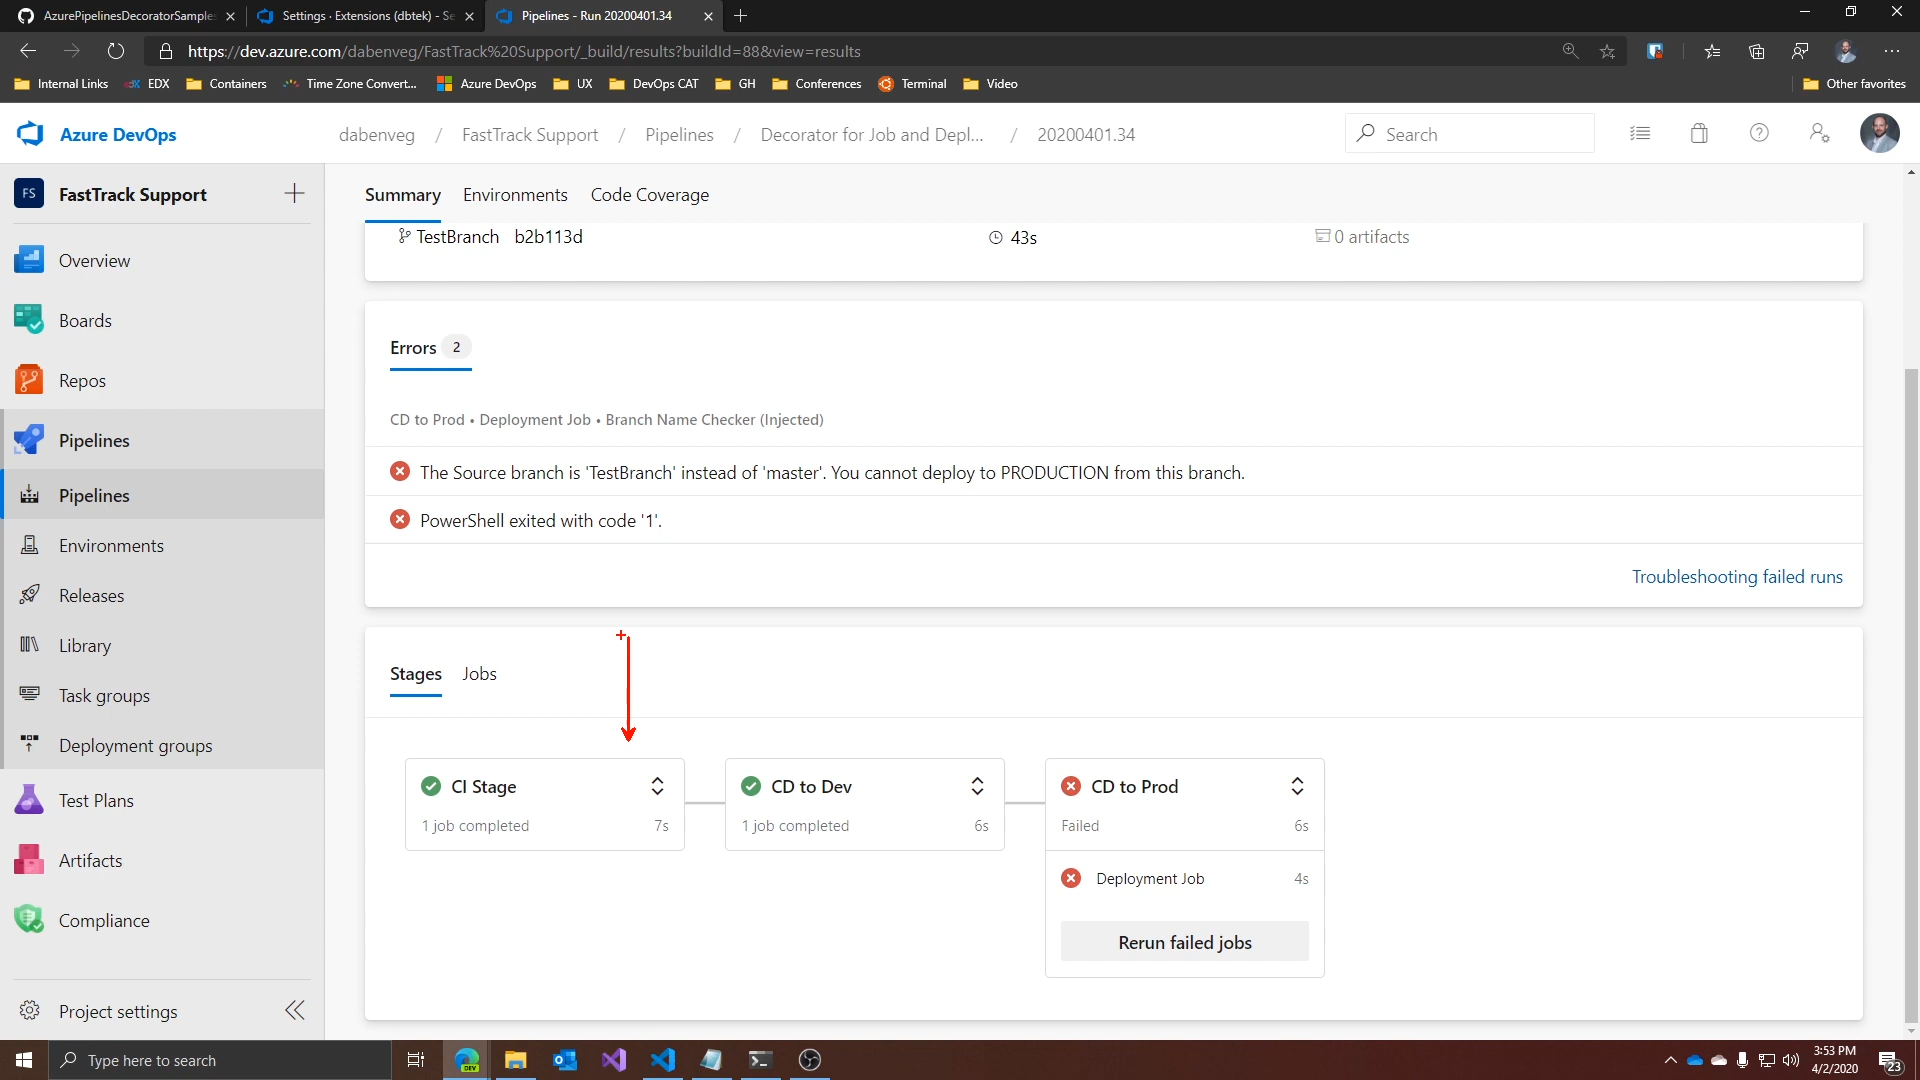 AzurePipelinesDecoratorSamples
Settings · Extensions (dbtek) - Se
Pipelines - Run 20200401.34
https://dev.azure.com/dabenveg/FastTrack%20Support/_build/results?buildId=88&view=results
Internal Links
EDX
Containers
Time Zone Convert...
Azure DevOps
UX
DevOps CAT
GH
Conferences
Terminal
Video
Other favorites
Azure DevOps
dabenveg / FastTrack Support / Pipelines / Decorator for Job and Depl... / 20200401.34
Search
FS FastTrack Support
Overview
Boards
Repos
Pipelines
Pipelines
Environments
Releases
Library
Task groups
Deployment groups
Test Plans
Artifacts
Compliance
Project settings
Summary Environments Code Coverage
TestBranch b2b113d
43s
0 artifacts
Errors 2
CD to Prod • Deployment Job • Branch Name Checker (Injected)
The Source branch is 'TestBranch' instead of 'master'. You cannot deploy to PRODUCTION from this branch.
PowerShell exited with code '1'.
Troubleshooting failed runs
Stages Jobs
CI Stage
1 job completed 7s
CD to Dev
1 job completed 6s
CD to Prod
Failed 6s
Deployment Job 4s
Rerun failed jobs
Type here to search
DEV
3:53 PM
4/2/2020
23